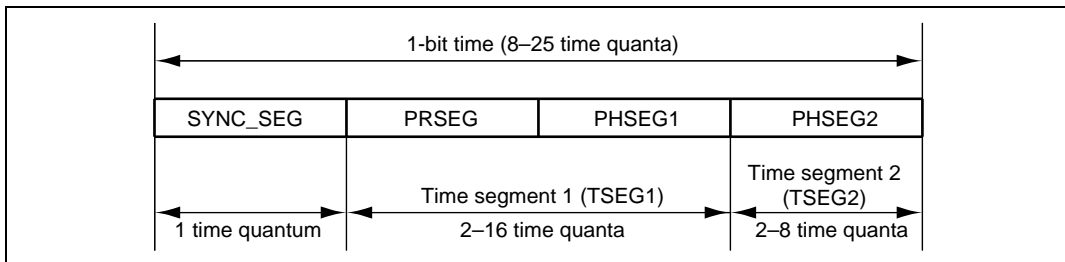 1-bit time (8–25 time quanta)
SYNC_SEG
PRSEG
PHSEG1
PHSEG2
Time segment 1 (TSEG1)
Time segment 2
(TSEG2)
1 time quantum
2–16 time quanta
2–8 time quanta